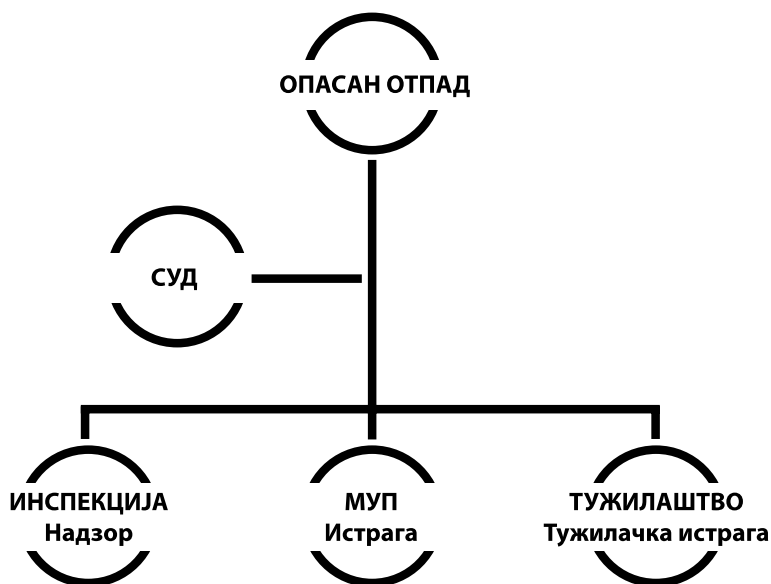 ОПАСАН ОТПАД
СУД
ИНСПЕКЦИЈА
Надзор
МУП
Истрага
ТУЖИЛАШТВО
Тужилачка истрага